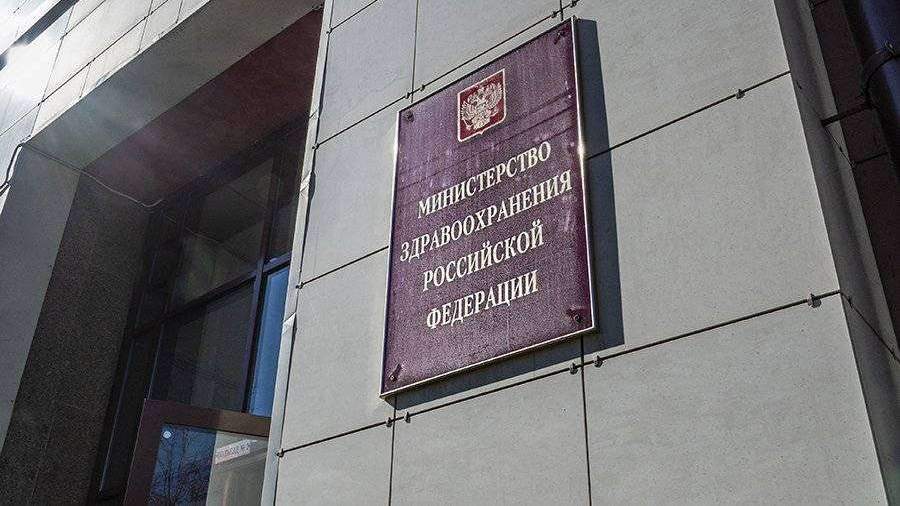 МИНИСТЕРСТВО
ЗДРАВООХРАНЕНИЯ
РОССИЙСКОЙ
ФЕДЕРАЦИИ